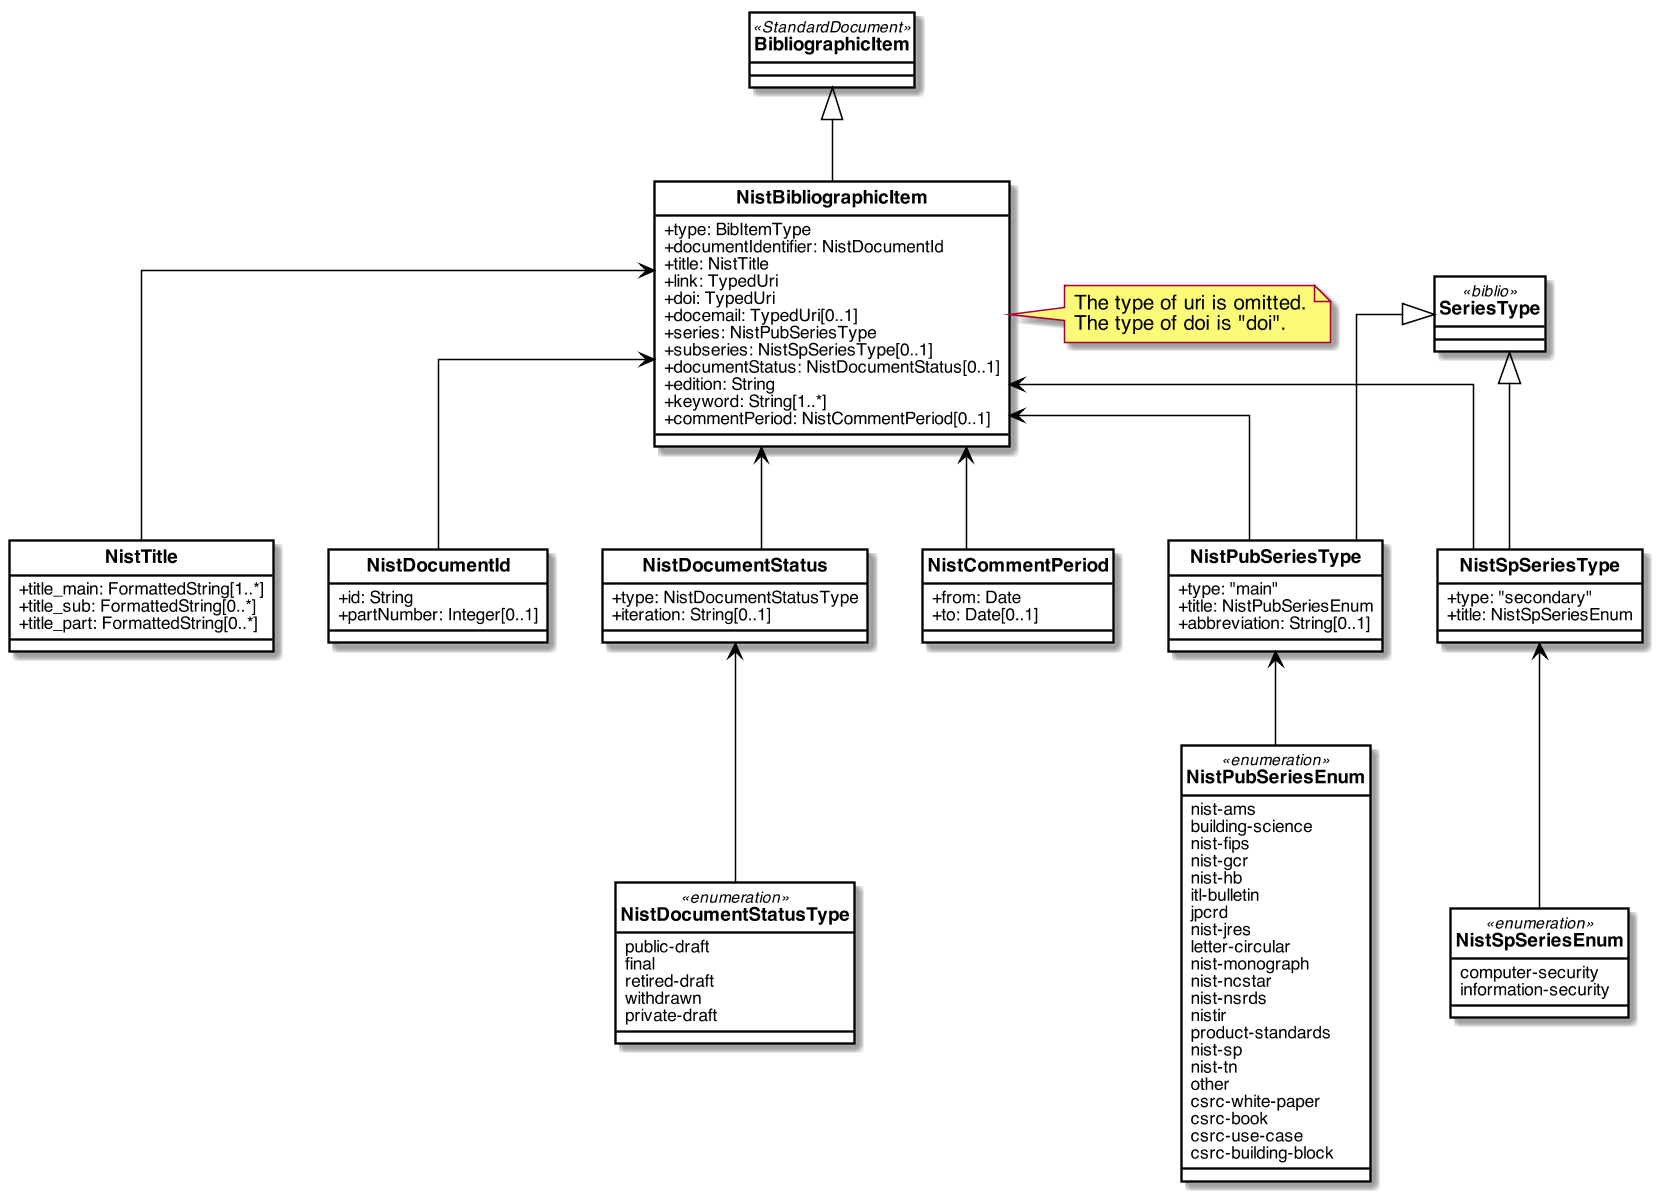 «StandardDocument»
BibliographicItem
NistBibliographicItem
+type: BibItemType
+documentIdentifier: NistDocumentId
+title: NistTitle
+link: TypedUri
+doi: TypedUri
+docemail: TypedUri[0..1]
+series: NistPubSeriesType
+subseries: NistSpSeriesType[0..1]
+documentStatus: NistDocumentStatus[0..1]
+edition: String
+keyword: String[1..*]
+commentPeriod: NistCommentPeriod[0..1]
The type of uri is omitted.
The type of doi is "doi".
«biblio»
SeriesType
NistTitle
+title_main: FormattedString[1..*]
+title_sub: FormattedString[0..*]
+title_part: FormattedString[0..*]
NistDocumentId
+id: String
+partNumber: Integer[0..1]
NistDocumentStatus
+type: NistDocumentStatusType
+iteration: String[0..1]
NistCommentPeriod
+from: Date
+to: Date[0..1]
NistPubSeriesType
+type: "main"
+title: NistPubSeriesEnum
+abbreviation: String[0..1]
NistSpSeriesType
+type: "secondary"
+title: NistSpSeriesEnum
«enumeration»
NistDocumentStatusType
public-draft
final
retired-draft
withdrawn
private-draft
«enumeration»
NistPubSeriesEnum
nist-ams
building-science
nist-fips
nist-gcr
nist-hb
itl-bulletin
jpcrd
nist-jres
letter-circular
nist-monograph
nist-ncstar
nist-nsrds
nistir
product-standards
nist-sp
nist-tn
other
csrc-white-paper
csrc-book
csrc-use-case
csrc-building-block
«enumeration»
NistSpSeriesEnum
computer-security
information-security